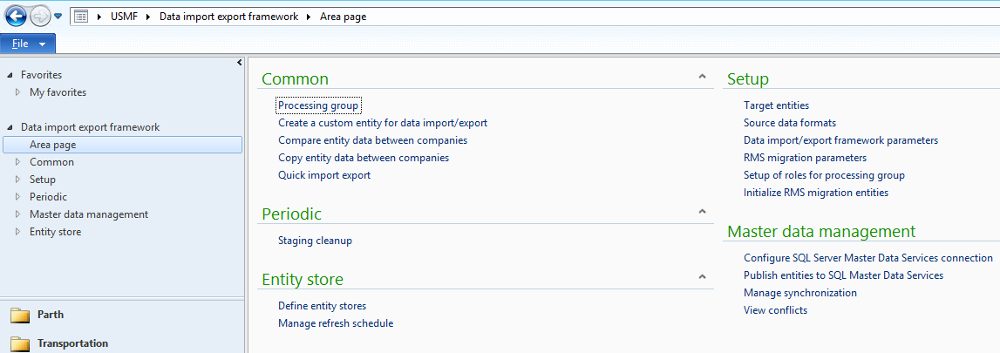 USMF Data import export framework Area page
File
Favorites
My favorites
Data import export framework
Area page
Common
Setup
Periodic
Master data management
Entity store
Parth
Transportation
Common
Processing group
Create a custom entity for data import/export
Compare entity data between companies
Copy entity data between companies
Quick import export
Periodic
Staging cleanup
Entity store
Define entity stores
Manage refresh schedule
Setup
Target entities
Source data formats
Data import/export framework parameters
RMS migration parameters
Setup of roles for processing group
Initialize RMS migration entities
Master data management
Configure SQL Server Master Data Services connection
Publish entities to SQL Master Data Services
Manage synchronization
View conflicts